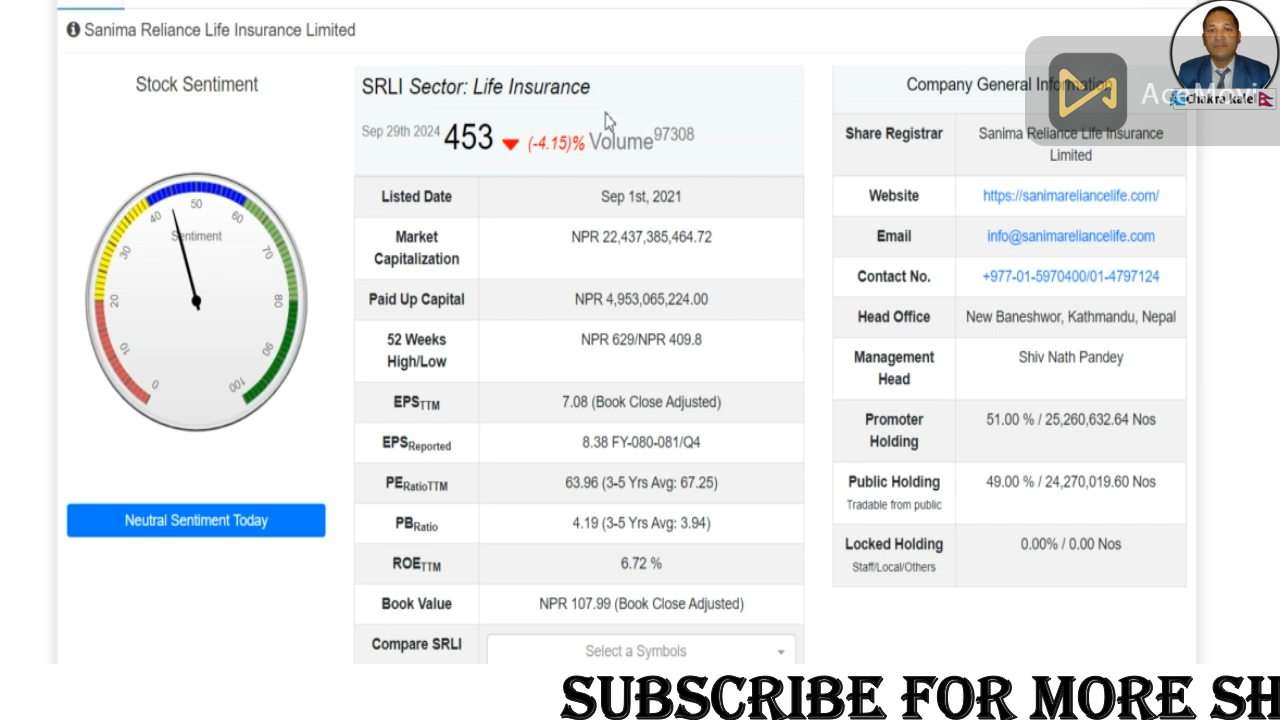 Sanima Reliance Life Insurance Limited
Stock Sentiment
40
50
60
30
Sentiment
70
20
80
10
90
0
100
Neutral Sentiment Today
SRLI Sector: Life Insurance
Sep 29th 2024 453 (-4.15)% Volume 97308
Listed Date Sep 1st, 2021
Market Capitalization NPR 22,437,385,464.72
Paid Up Capital NPR 4,953,065,224.00
52 Weeks High/Low NPR 629/NPR 409.8
EPSTTM 7.08 (Book Close Adjusted)
EPSReported 8.38 FY-080-081/Q4
PERatioTTM 63.96 (3-5 Yrs Avg: 67.25)
PBRatio 4.19 (3-5 Yrs Avg: 3.94)
ROETTM 6.72 %
Book Value NPR 107.99 (Book Close Adjusted)
Compare SRLI Select a Symbols
Company General Information
Share Registrar Sanima Reliance Life Insurance Limited
Website https://sanimareliancelife.com/
Email info@sanimareliancelife.com
Contact No. +977-01-5970400/01-4797124
Head Office New Baneshwor, Kathmandu, Nepal
Management Head Shiv Nath Pandey
Promoter Holding 51.00 % / 25,260,632.64 Nos
Public Holding 49.00 % / 24,270,019.60 Nos
Tradable from public
Locked Holding 0.00% / 0.00 Nos
Staff/Local/Others
SUBSCRIBE FOR MORE SH